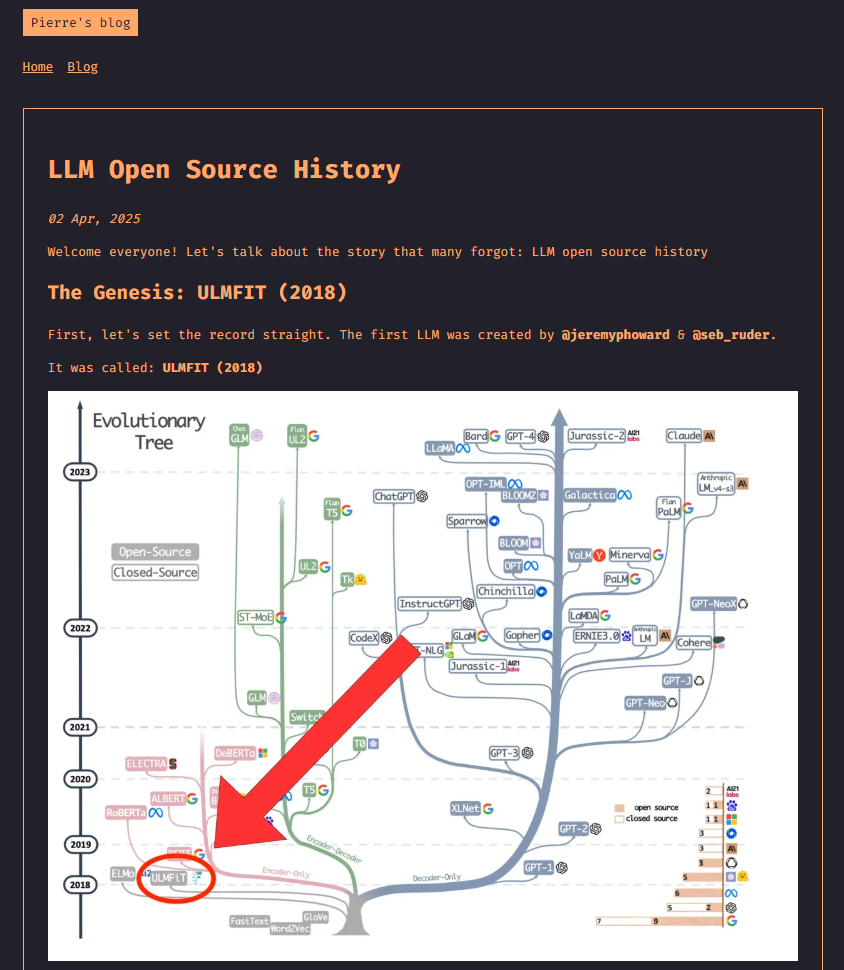 Pierre's blog
Home Blog
LLM Open Source History
02 Apr, 2025
Welcome everyone! Let's talk about the story that many forgot: LLM open source history
The Genesis: ULMFIT (2018)
First, let's set the record straight. The first LLM was created by @jeremyphoward & @seb_ruder.
It was called: ULMFIT (2018)
Evolutionary
Tree
Chat
GLM
Flan
UL2
Bard
GPT-4
Jurassic-2
AI21
labs
Claude
LLaMA
2023
OPT-IML
BLOOMZ
Galactica
Anthropic
LM_v4-s3
ChatGPT
Flan
T5
Flan
PaLM
Sparrow
Open-Source
Closed-Source
BLOOM
YaLM
Minerva
UL2
OPT
Tk
PaLM
Chinchilla
InstructGPT
GPT-NeoX
ST-MoE
LaMDA
2022
CodeX
GLaM
Gopher
ERNIE3.0
Anthropic
LM
Cohere
T-NLG
Jurassic-1
AI21
labs
GPT-J
GLM
GPT-Neo
Switch
2021
T0
DeBERTa
GPT-3
ELECTRA
2020
T5
ALBERT
RoBERTa
XLNet
2 AI21
labs
1 1
open source
closed source
1 1
GPT-2
3
2019
3
BERT
Encoder-Decoder
3
ELMo
ULMFiT
Encoder-Only
Decoder-Only
GPT-1
5
2018
6
5 2
FastText
GloVe
Word2Vec
7 9